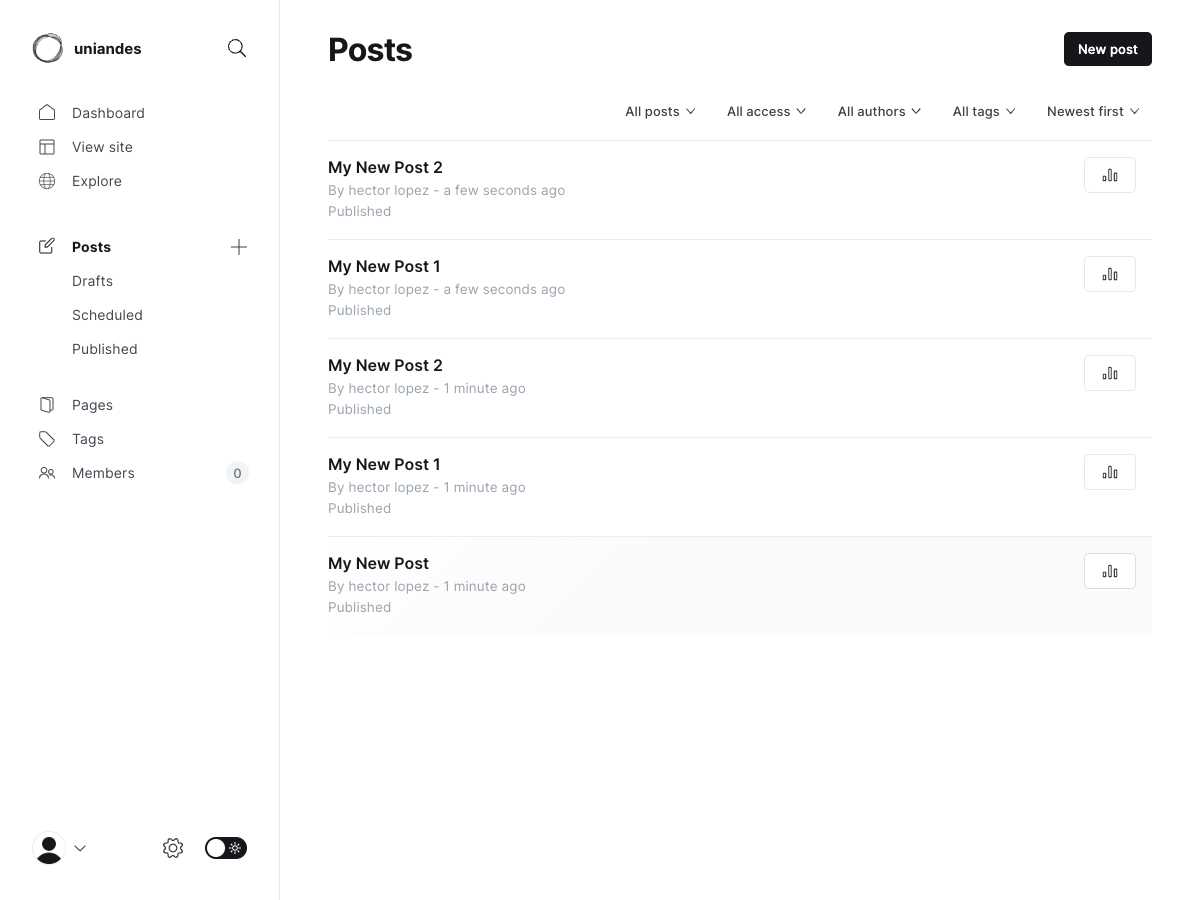 uniandes
Dashboard
View site
Explore
Posts
Drafts
Scheduled
Published
Pages
Tags
Members 0
Posts
New post
All posts All access All authors All tags Newest first
My New Post 2
By hector lopez - a few seconds ago
Published
My New Post 1
By hector lopez - a few seconds ago
Published
My New Post 2
By hector lopez - 1 minute ago
Published
My New Post 1
By hector lopez - 1 minute ago
Published
My New Post
By hector lopez - 1 minute ago
Published